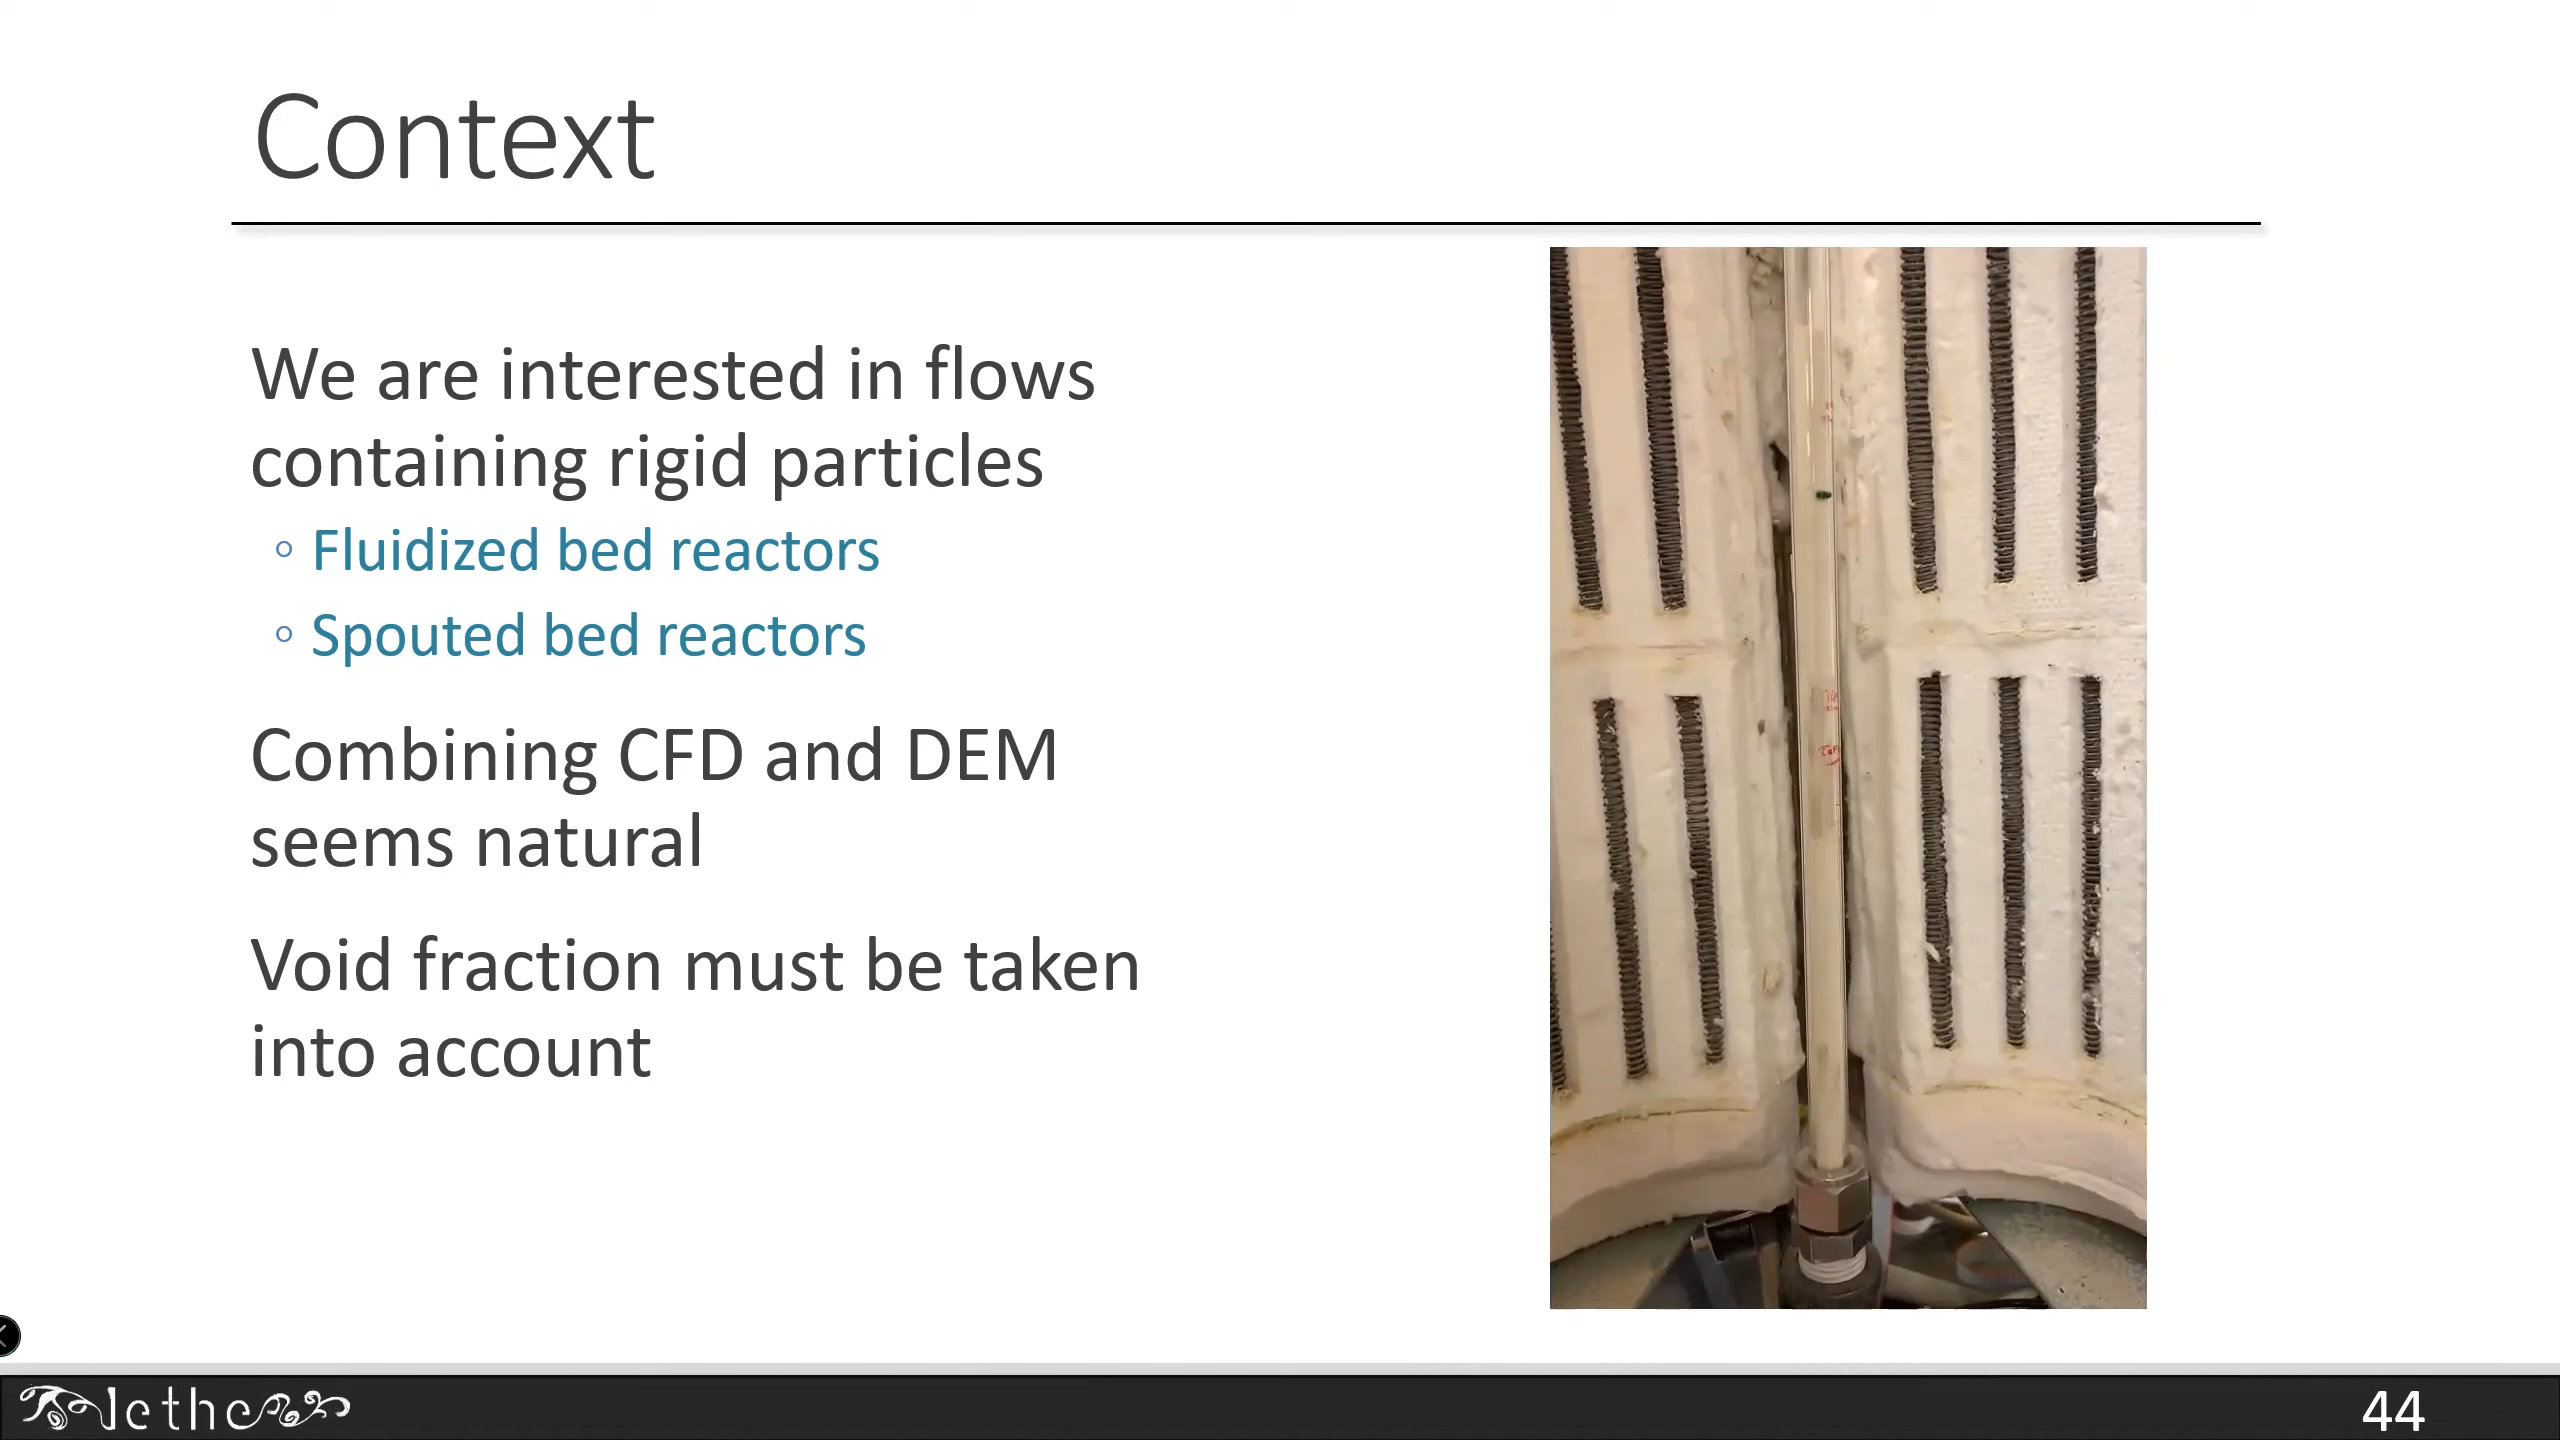 Context
We are interested in flows
containing rigid particles
◦ Fluidized bed reactors
◦ Spouted bed reactors
Combining CFD and DEM
seems natural
Void fraction must be taken
into account
lethe
44